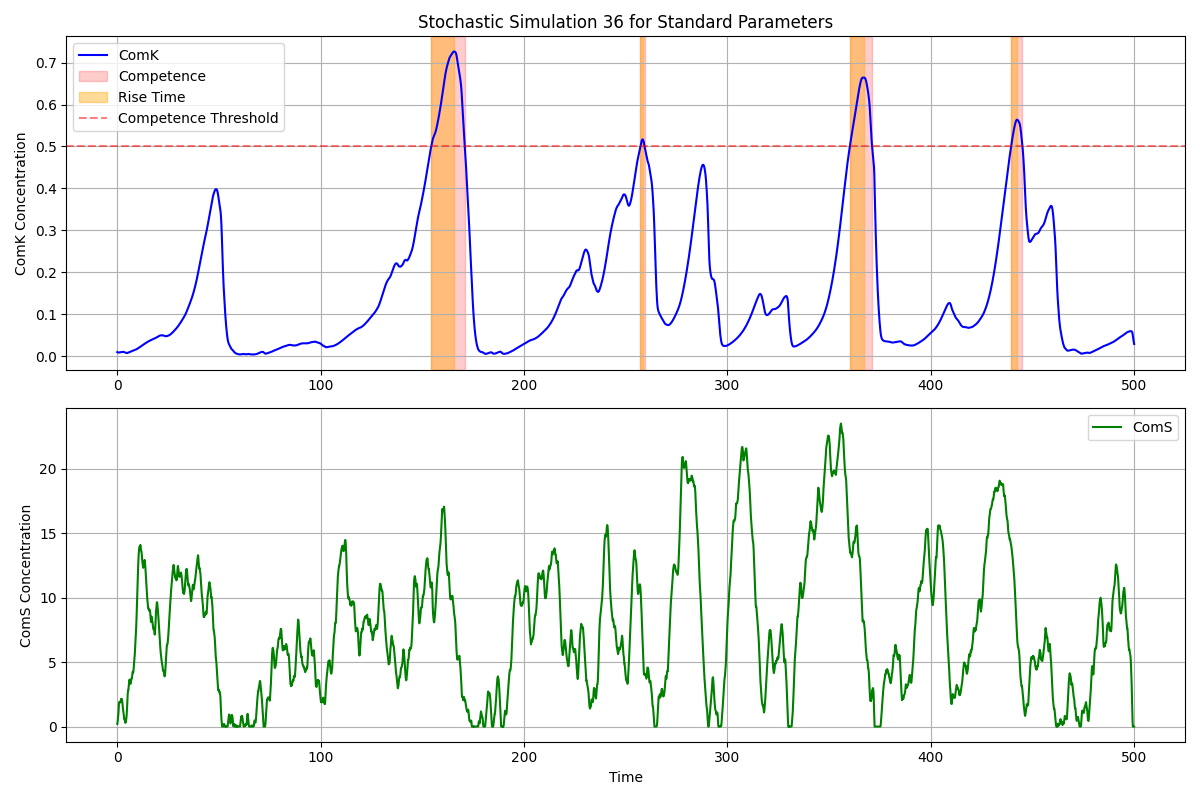 Stochastic Simulation 36 for Standard Parameters
ComK Concentration
0.7
0.6
0.5
0.4
0.3
0.2
0.1
0.0
ComK
Competence
Rise Time
Competence Threshold
0 100 200 300 400 500
ComS Concentration
20
15
10
5
0
ComS
0 100 200 300 400 500
Time